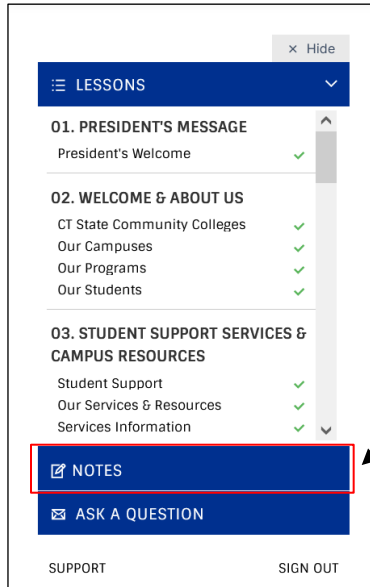 × Hide
LESSONS
01. PRESIDENT'S MESSAGE
President's Welcome
02. WELCOME & ABOUT US
CT State Community Colleges
Our Campuses
Our Programs
Our Students
03. STUDENT SUPPORT SERVICES &
CAMPUS RESOURCES
Student Support
Our Services & Resources
Services Information
NOTES
ASK A QUESTION
SUPPORT SIGN OUT